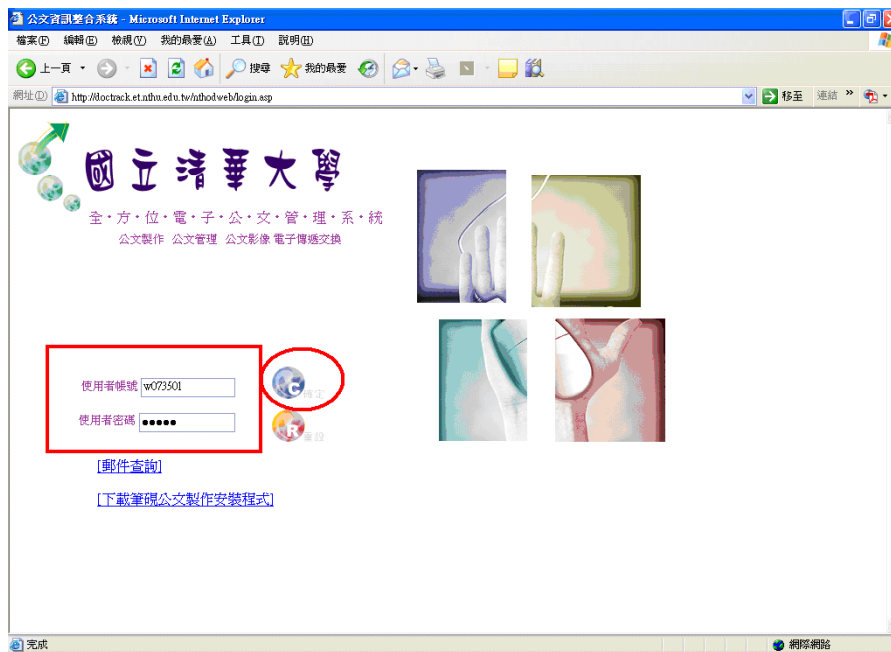 公文資訊整合系統 - Microsoft Internet Explorer
檔案(F) 編輯(E) 檢視(V) 我的最愛(A) 工具(T) 說明(H)
上一頁 搜尋 我的最愛
網址(D) http://doctrack.et.nthu.edu.tw/nthodweb/login.asp 移至 連結 »
國立清華大學
全・方・位・電・子・公・文・管・理・系・統
公文製作 公文管理 公文影像 電子傳遞交換
使用者帳號 w073501
C 確定
使用者密碼 ●●●●●
R 重設
[郵件查詢]
[下載筆硯公文製作安裝程式]
完成 網際網路